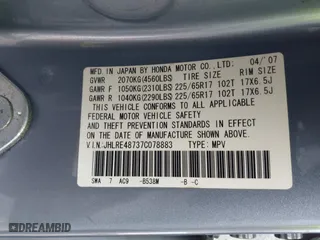 MFD. IN JAPAN BY HONDA MOTOR CO., LTD. 04/07
GVWR 2070KG(4560LBS) TIRE SIZE RIM SIZE
GAWR F 1050KG(2310LBS) 225/65R17 102T 17X6.5J
GAWR R 1040KG(2290LBS) 225/65R17 102T 17X6.5J
THIS VEHICLE CONFORMS TO ALL APPLICABLE
FEDERAL MOTOR VEHICLE SAFETY
STANDARDS IN EFFECT ON THE DATE
OF MANUFACTURE SHOWN ABOVE.
V.I.N:JHLRE48737C078883 TYPE: MPV
SWA 7 AC9 -B538M -B -C
DREAMBID